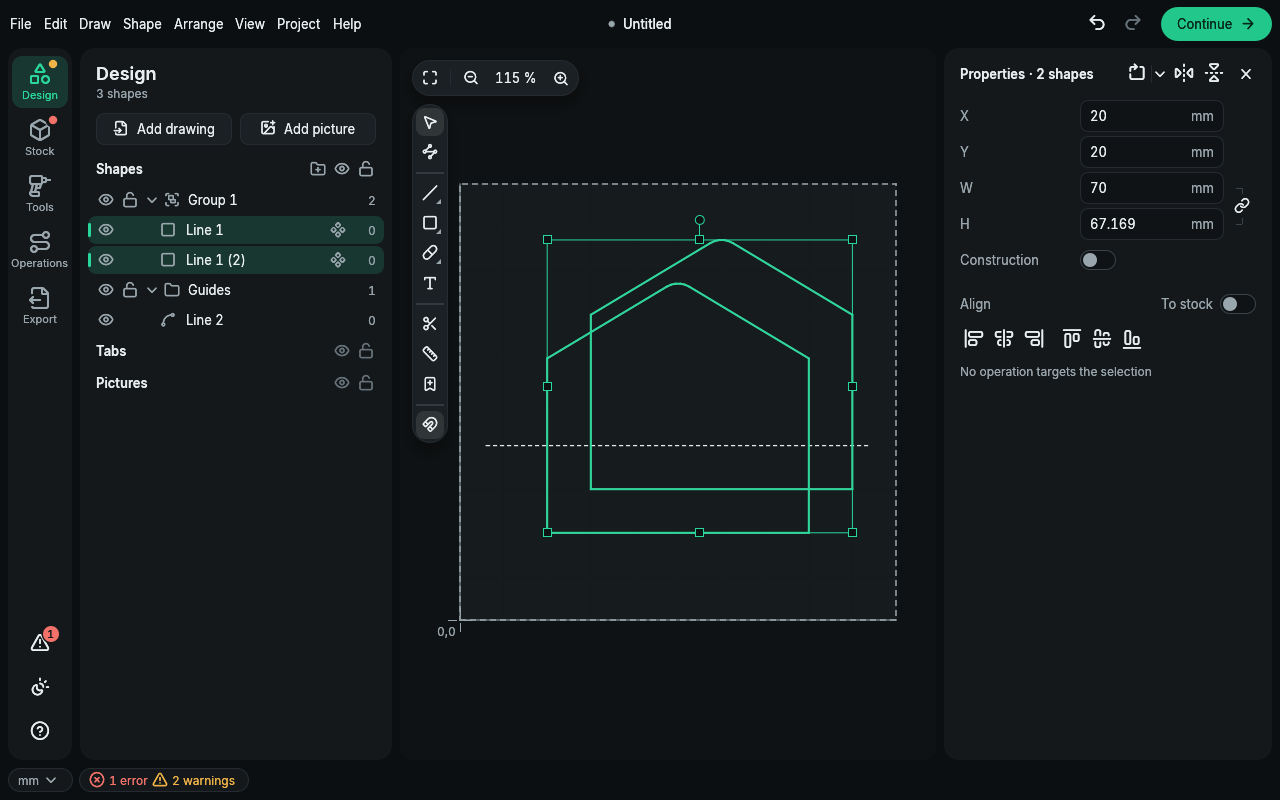 File Edit Draw Shape Arrange View Project Help
Untitled
Continue
Design
Stock
Tools
Operations
Export
1
Design
3 shapes
Add drawing
Add picture
Shapes
Group 1 2
Line 1 0
Line 1 (2) 0
Guides 1
Line 2 0
Tabs
Pictures
115 %
0,0
Properties · 2 shapes
X 20 mm
Y 20 mm
W 70 mm
H 67.169 mm
Construction
Align To stock
No operation targets the selection
mm
1 error 2 warnings